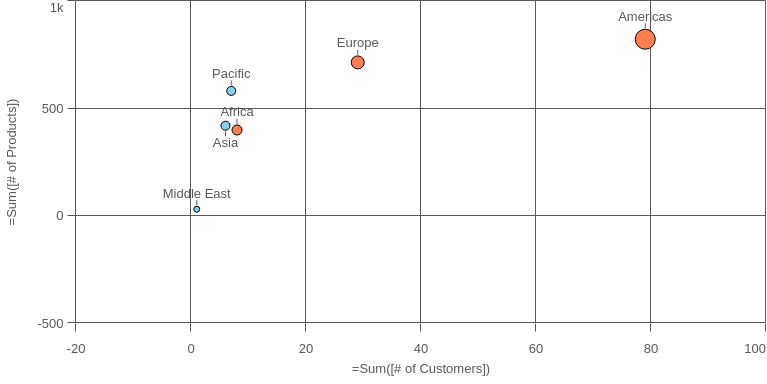 1k
Americas
Europe
Pacific
500
Africa
Asia
Middle East
0
-500
-20
0
20
40
60
80
100
=Sum([# of Products])
=Sum([# of Customers])